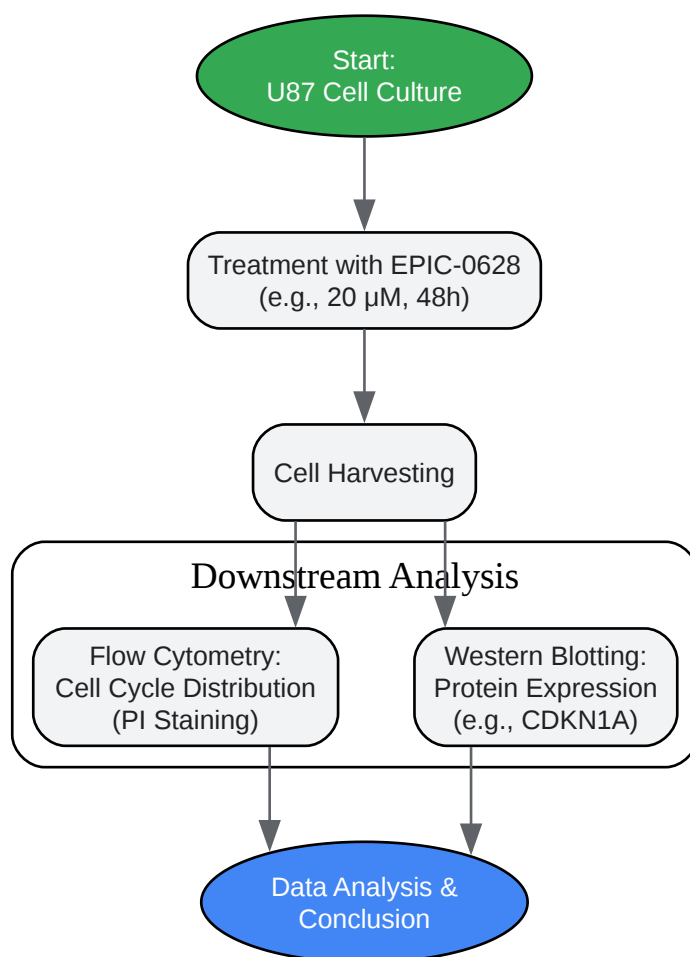 Start:
U87 Cell Culture
Treatment with EPIC-0628
(e.g., 20 μM, 48h)
Cell Harvesting
Downstream Analysis
Flow Cytometry:
Cell Cycle Distribution
(PI Staining)
Western Blotting:
Protein Expression
(e.g., CDKN1A)
Data Analysis &
Conclusion